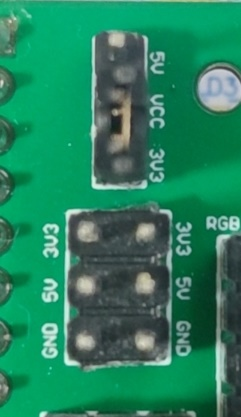 5V VCC 3V3
D3
RGB
3V3 3V3
5V 5V
GND GND